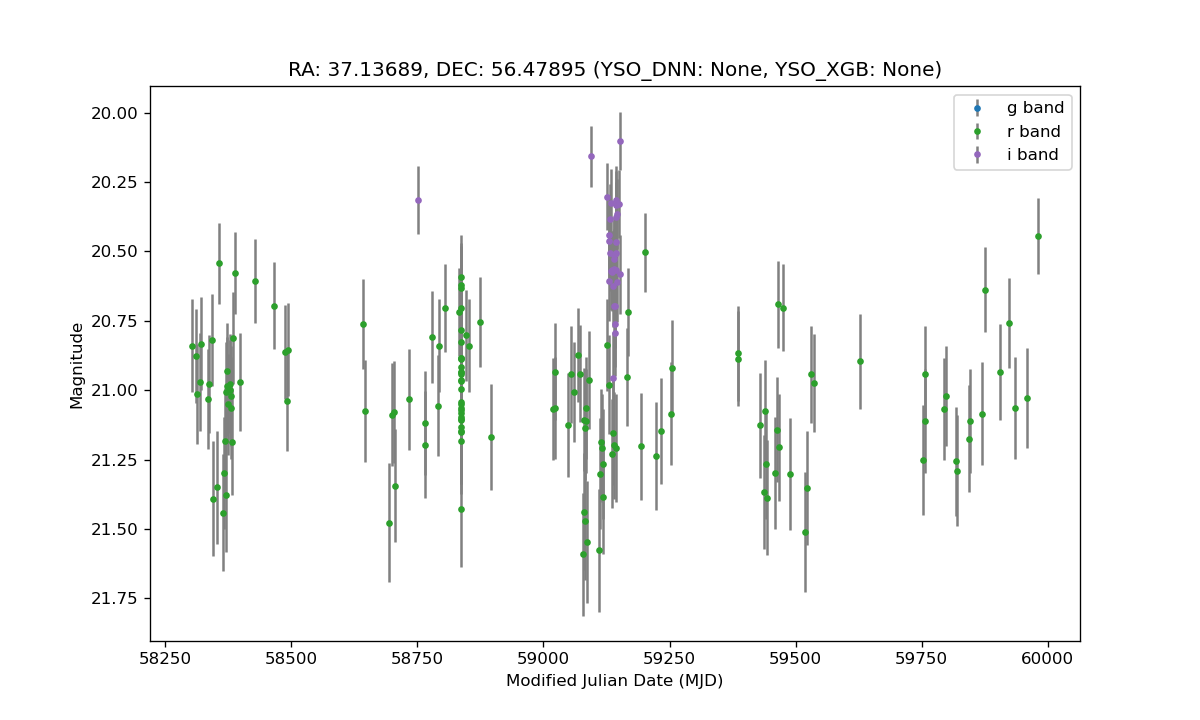 RA: 37.13689, DEC: 56.47895 (YSO_DNN: None, YSO_XGB: None)
g band
r band
i band
20.00
20.25
20.50
20.75
21.00
21.25
21.50
21.75
Magnitude
58250 58500 58750 59000 59250 59500 59750 60000
Modified Julian Date (MJD)